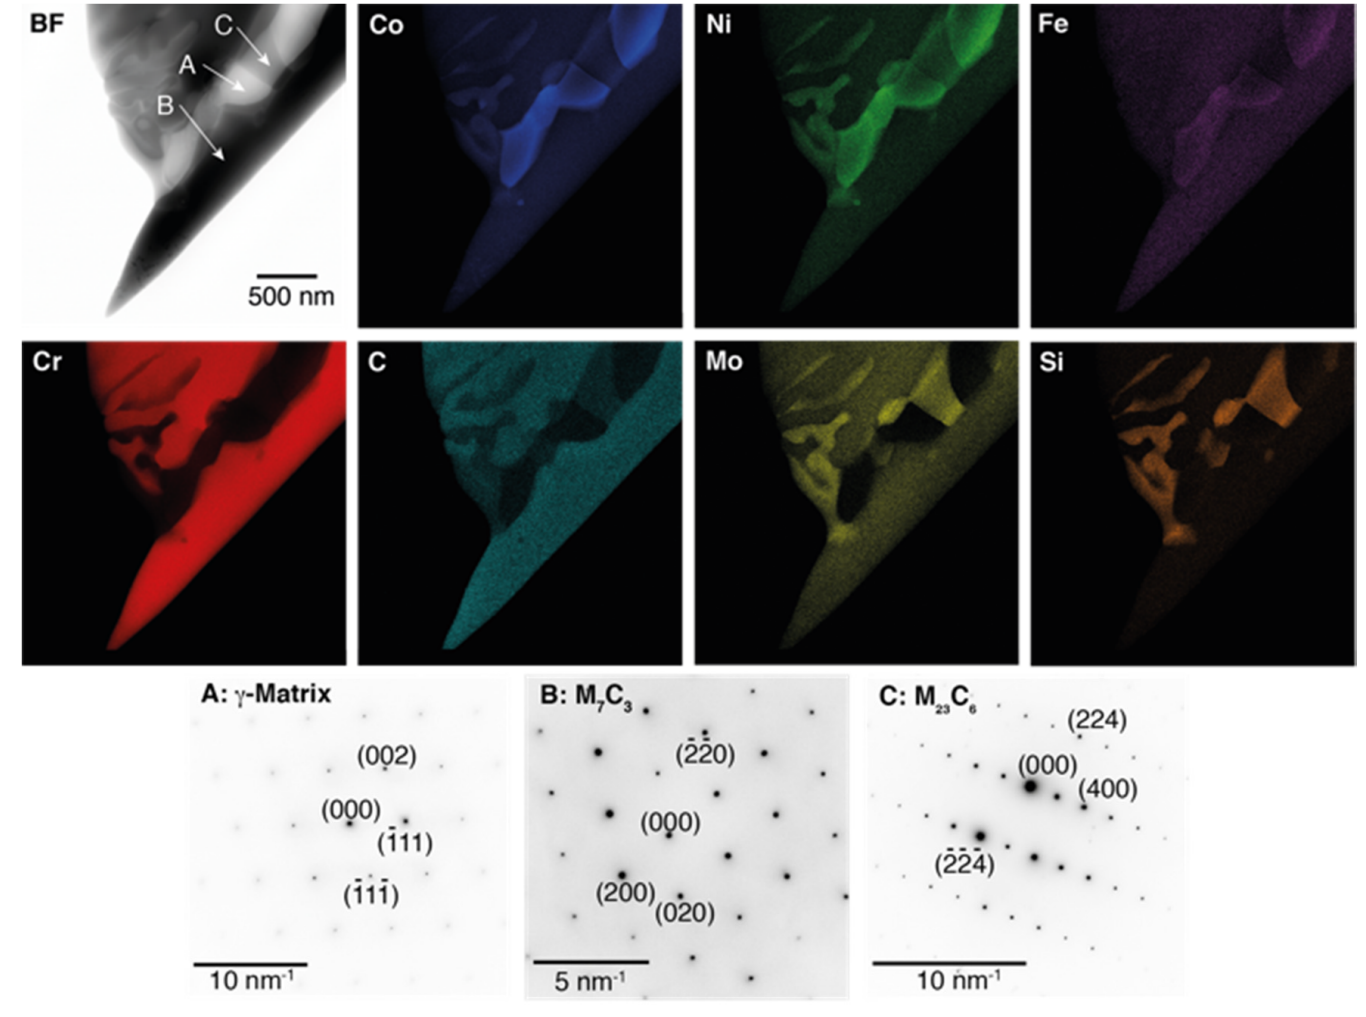 BF
C
A
B
500 nm
Co
Ni
Fe
Cr
C
Mo
Si
A: γ-Matrix
(002)
(000)
(1̄11)
(1̄11̄)
10 nm⁻¹
B: M₇C₃
(2̄2̄0)
(000)
(200)
(020)
5 nm⁻¹
C: M₂₃C₆
(224)
(000)
(400)
(2̄2̄4̄)
10 nm⁻¹